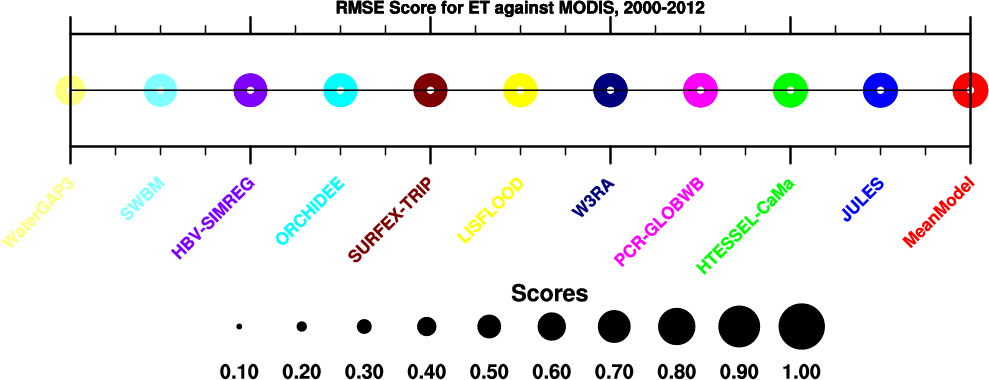 RMSE Score for ET against MODIS, 2000-2012
WaterGAP3
SWBM
HBV-SIMREG
ORCHIDEE
SURFEX-TRIP
LISFLOOD
W3RA
PCR-GLOBWB
HTESSEL-CaMa
JULES
MeanModel
Scores
0.10 0.20 0.30 0.40 0.50 0.60 0.70 0.80 0.90 1.00